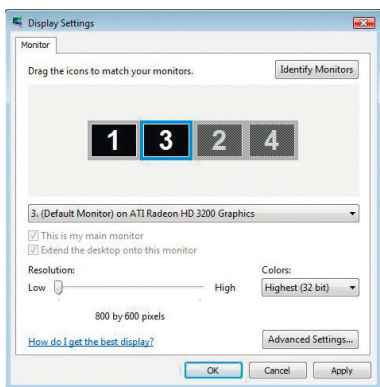 Display Settings
Monitor
Drag the icons to match your monitors.
Identify Monitors
1 3 2 4
3. (Default Monitor) on ATI Radeon HD 3200 Graphics
This is my main monitor
Extend the desktop onto this monitor
Resolution:
Colors:
Low High
Highest (32 bit)
800 by 600 pixels
How do I get the best display?
Advanced Settings...
OK Cancel Apply